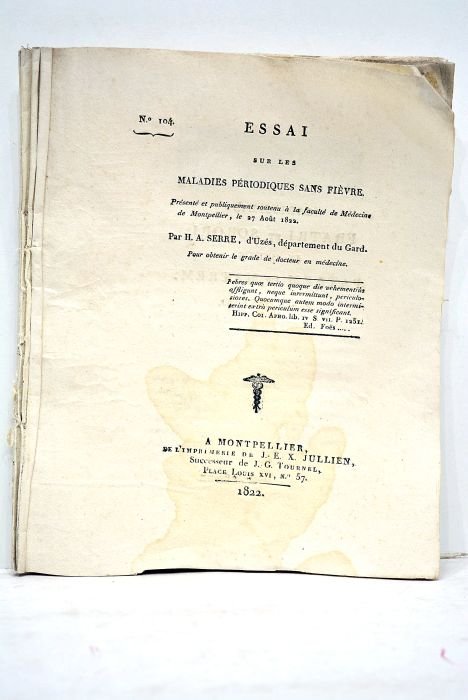 N.º 104.
ESSAI
SUR LES
MALADIES PÉRIODIQUES SANS FIÈVRE.
Présenté et publiquement soutenu à la faculté de Médecine
de Montpellier, le 27 Août 1822.
Par H. A. SERRE, d'Uzés, département du Gard.
Pour obtenir le grade de docteur en médecine.
Febres quæ tertio quoque die vehementiùs
affligunt, neque intermittunt, periculo-
siores. Quocumque autem modo intermi-
serint extrà periculum esse significant.
HIPP. COI. APHO. lib. IV S VII. P. 1251.
Ed. Foës .....
A MONTPELLIER,
DE L'IMPRIMERIE DE J.-E. X. JULLIEN,
Successeur de J. G. TOURNEL,
PLACE LOUIS XVI, N.º 57.
1822.